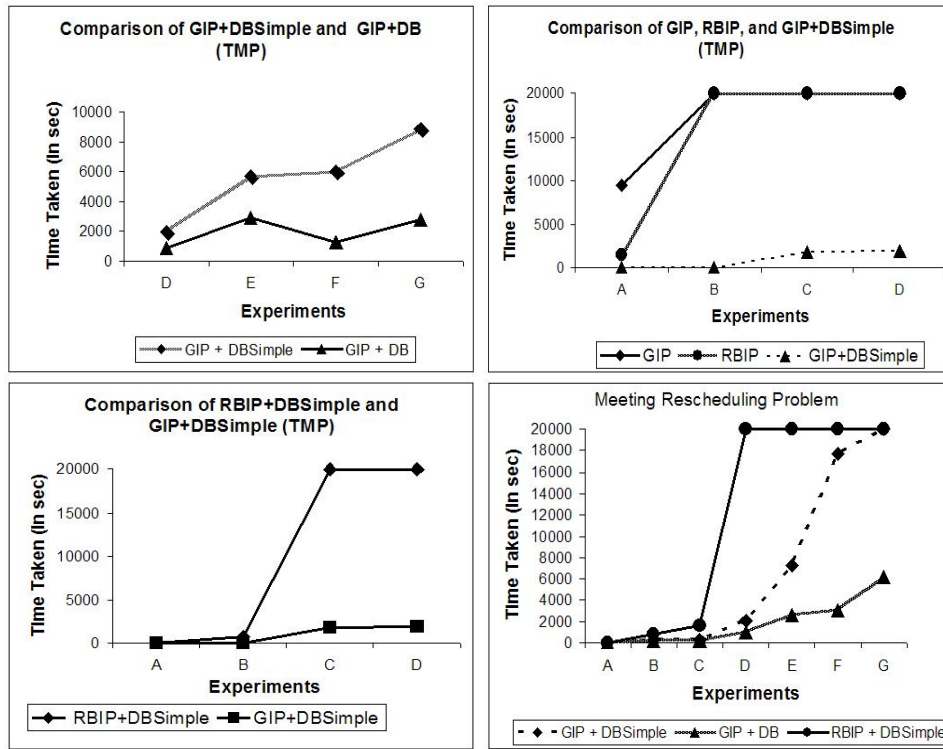 Comparison of GIP+DBSimple and GIP+DB
(TMP)
TIme Taken (In sec)
10000
8000
6000
4000
2000
0
D E F G
Experiments
GIP + DBSimple GIP + DB
Comparison of GIP, RBIP, and GIP+DBSimple
(TMP)
TIme Taken (In sec)
20000
15000
10000
5000
0
A B C D
Experiments
GIP RBIP GIP+DBSimple
Comparison of RBIP+DBSimple and
GIP+DBSimple (TMP)
TIme Taken (In sec)
20000
15000
10000
5000
0
A B C D
Experiments
RBIP+DBSimple GIP+DBSimple
Meeting Rescheduling Problem
TIme Taken (In sec)
20000
18000
16000
14000
12000
10000
8000
6000
4000
2000
0
A B C D E F G
Experiments
GIP + DBSimple GIP + DB RBIP + DBSimple